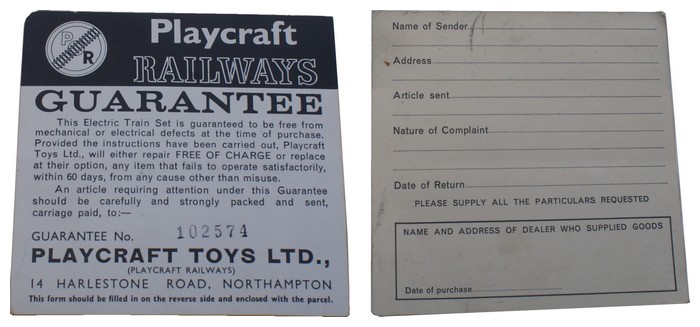 P R
Playcraft
RAILWAYS
GUARANTEE
This Electric Train Set is guaranteed to be free from
mechanical or electrical defects at the time of purchase.
Provided the instructions have been carried out, Playcraft
Toys Ltd., will either repair FREE OF CHARGE or replace
at their option, any item that fails to operate satisfactorily,
within 60 days, from any cause other than misuse.
An article requiring attention under this Guarantee
should be carefully and strongly packed and sent,
carriage paid, to:—
GUARANTEE No. 102574
PLAYCRAFT TOYS LTD.,
(PLAYCRAFT RAILWAYS)
14 HARLESTONE ROAD, NORTHAMPTON
This form should be filled in on the reverse side and enclosed with the parcel.
Name of Sender
Address
Article sent
Nature of Complaint
Date of Return
PLEASE SUPPLY ALL THE PARTICULARS REQUESTED
NAME AND ADDRESS OF DEALER WHO SUPPLIED GOODS
Date of purchase